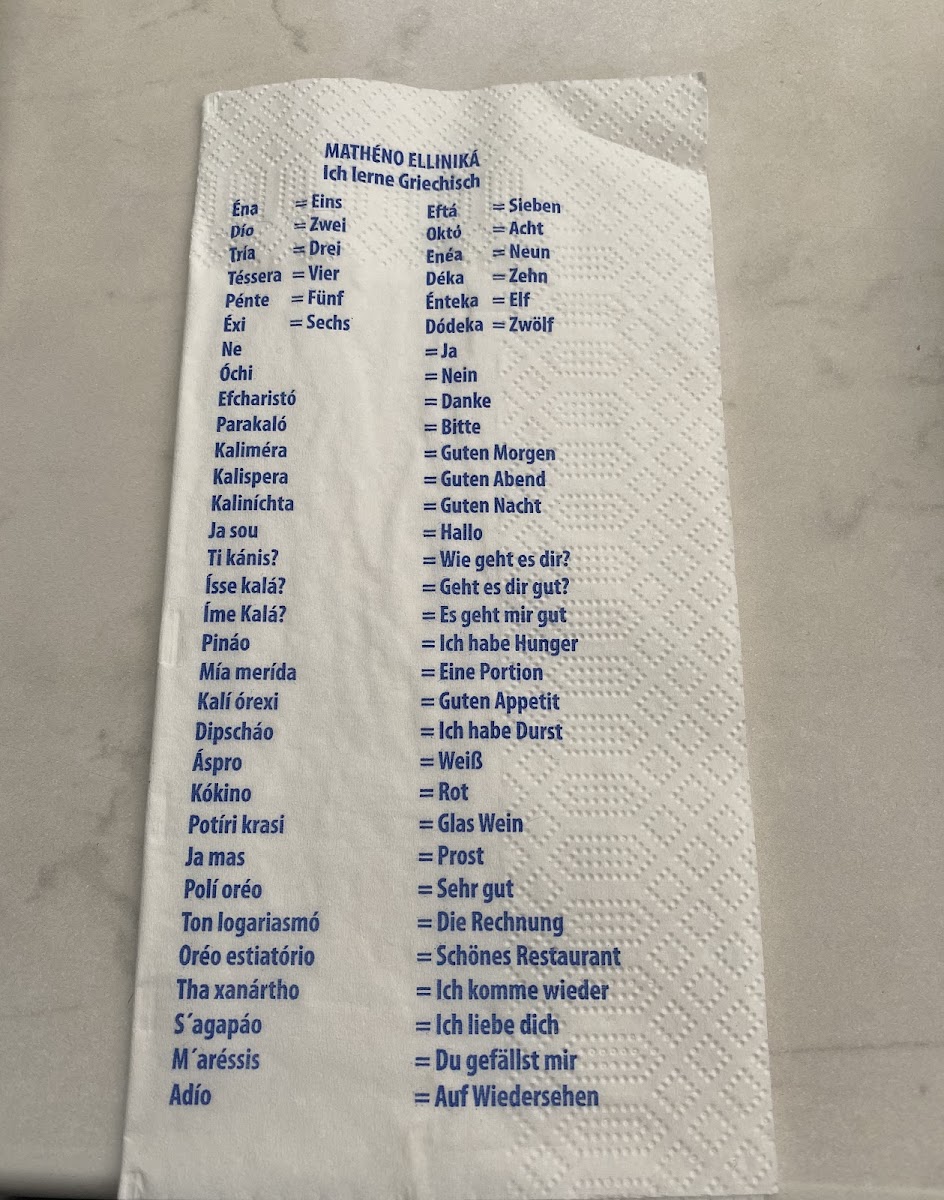 MATHÉNO ELLINIKÁ
Ich lerne Griechisch
Éna = Eins Eftá = Sieben
Dío = Zwei Októ = Acht
Tría = Drei Enéa = Neun
Téssera = Vier Déka = Zehn
Pénte = Fünf Énteka = Elf
Éxi = Sechs Dódeka = Zwölf
Ne = Ja
Óchi = Nein
Efcharistó = Danke
Parakaló = Bitte
Kaliméra = Guten Morgen
Kalispera = Guten Abend
Kaliníchta = Guten Nacht
Ja sou = Hallo
Ti kánis? = Wie geht es dir?
Ísse kalá? = Geht es dir gut?
Íme Kalá? = Es geht mir gut
Pináo = Ich habe Hunger
Mía merída = Eine Portion
Kalí órexi = Guten Appetit
Dipscháo = Ich habe Durst
Áspro = Weiß
Kókino = Rot
Potíri krasi = Glas Wein
Ja mas = Prost
Polí oréo = Sehr gut
Ton logariasmó = Die Rechnung
Oréo estiatório = Schönes Restaurant
Tha xanártho = Ich komme wieder
S´agapáo = Ich liebe dich
M´aréssis = Du gefällst mir
Adío = Auf Wiedersehen